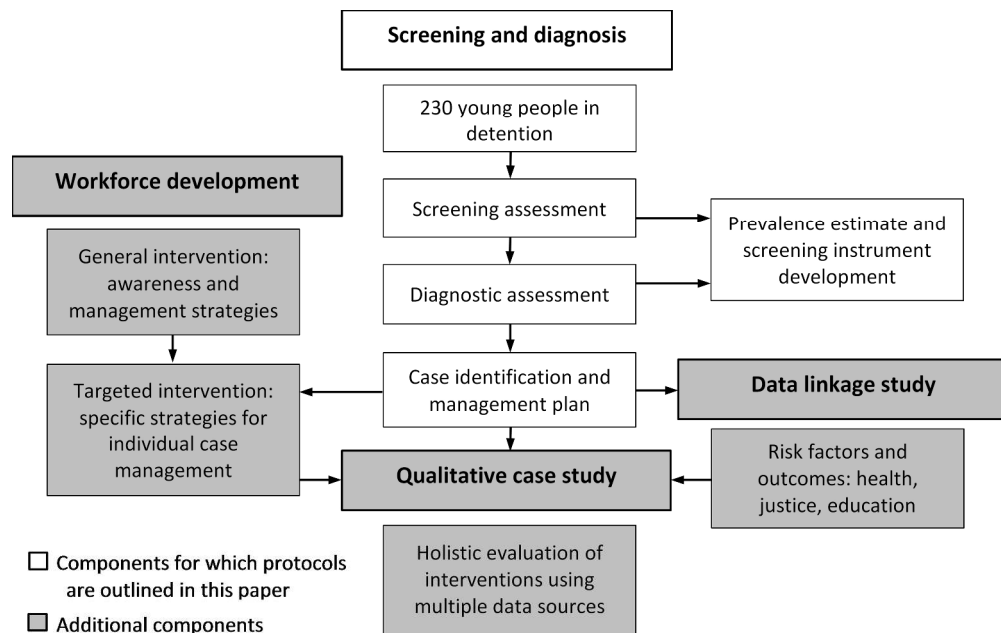 Screening and diagnosis
230 young people in
detention
Workforce development
Screening assessment
Prevalence estimate and
screening instrument
development
General intervention:
awareness and
management strategies
Diagnostic assessment
Targeted intervention:
specific strategies for
individual case
management
Case identification and
management plan
Data linkage study
Qualitative case study
Risk factors and
outcomes: health,
justice, education
Holistic evaluation of
interventions using
multiple data sources
Components for which protocols
are outlined in this paper
Additional components